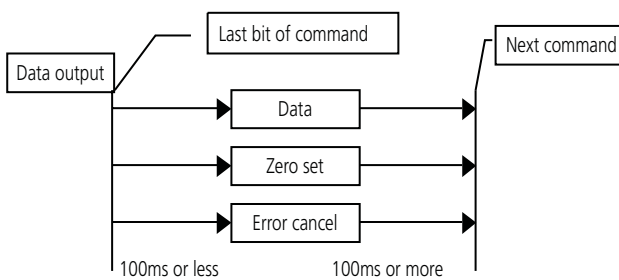 Last bit of command
Next command
Data output
Data
Zero set
Error cancel
100ms or less
100ms or more